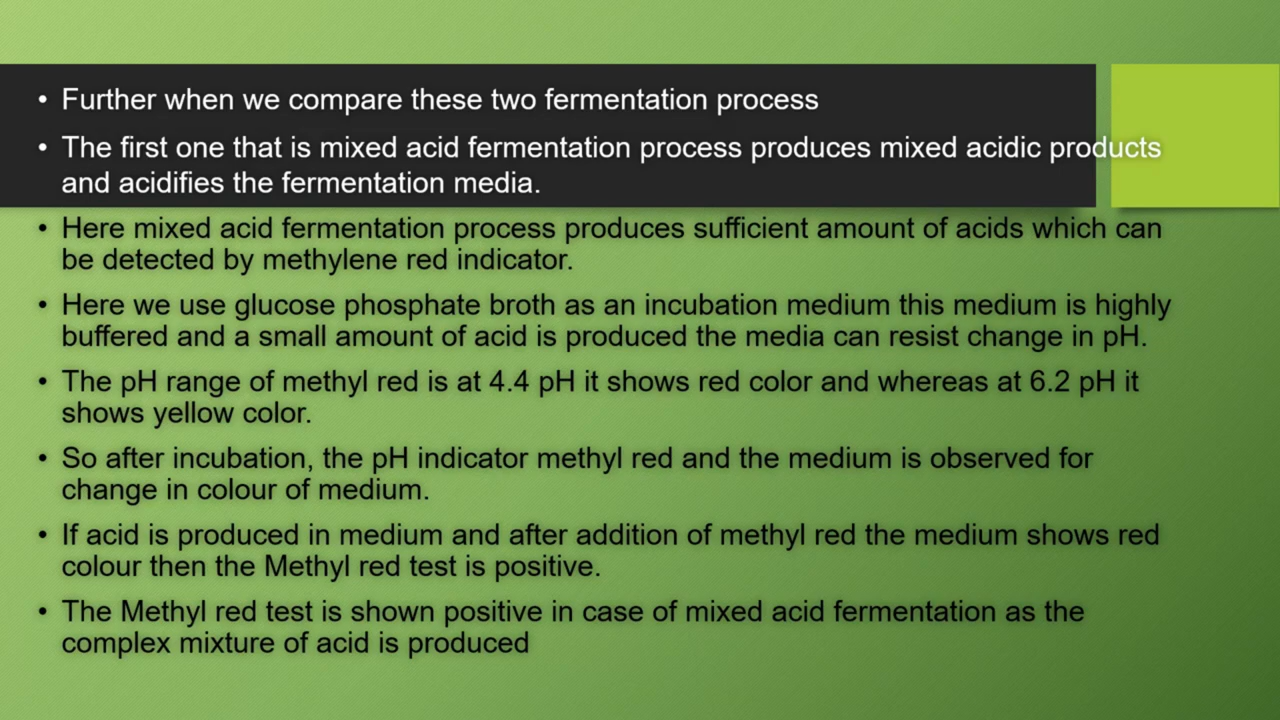 • Further when we compare these two fermentation process
• The first one that is mixed acid fermentation process produces mixed acidic products
and acidifies the fermentation media.
• Here mixed acid fermentation process produces sufficient amount of acids which can
be detected by methylene red indicator.
• Here we use glucose phosphate broth as an incubation medium this medium is highly
buffered and a small amount of acid is produced the media can resist change in pH.
• The pH range of methyl red is at 4.4 pH it shows red color and whereas at 6.2 pH it
shows yellow color.
• So after incubation, the pH indicator methyl red and the medium is observed for
change in colour of medium.
• If acid is produced in medium and after addition of methyl red the medium shows red
colour then the Methyl red test is positive.
• The Methyl red test is shown positive in case of mixed acid fermentation as the
complex mixture of acid is produced